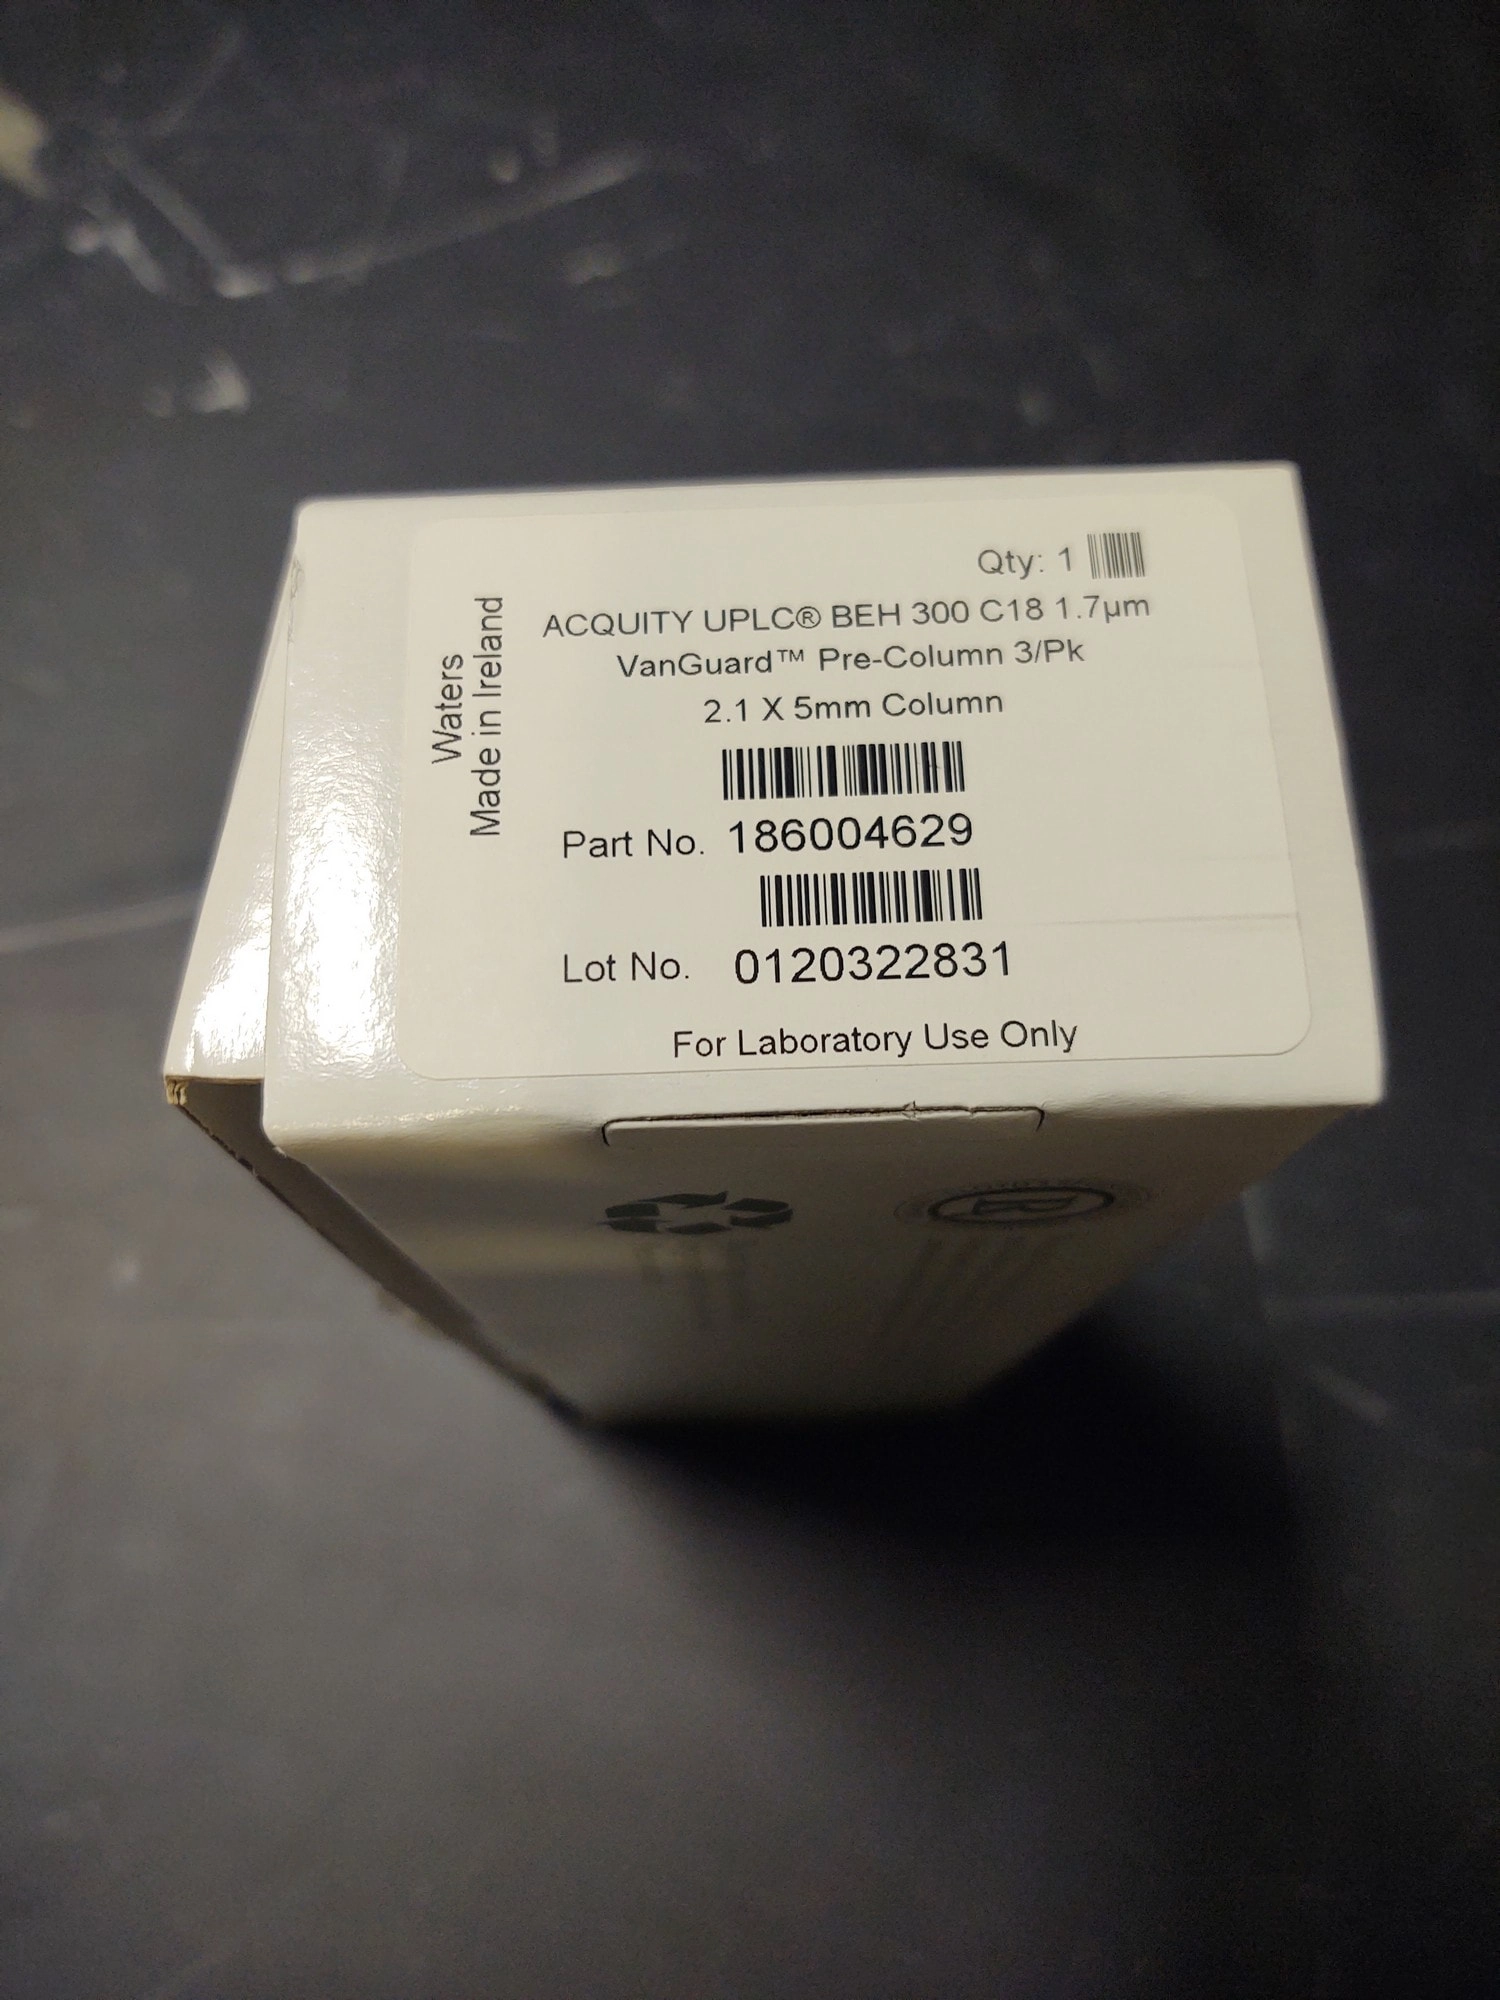 Waters
Made in Ireland
Qty: 1
ACQUITY UPLC® BEH 300 C18 1.7µm
VanGuard™ Pre-Column 3/Pk
2.1 X 5mm Column
Part No. 186004629
Lot No. 0120322831
For Laboratory Use Only